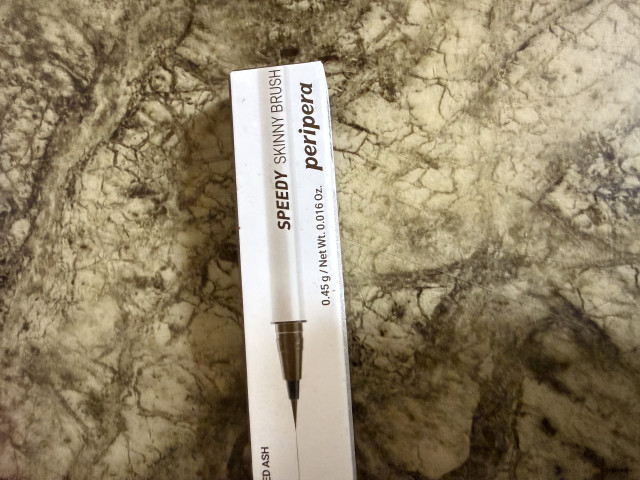 SPEEDY SKINNY BRUSH
peripera
0.45 g / Net Wt. 0.016 Oz.
ASH